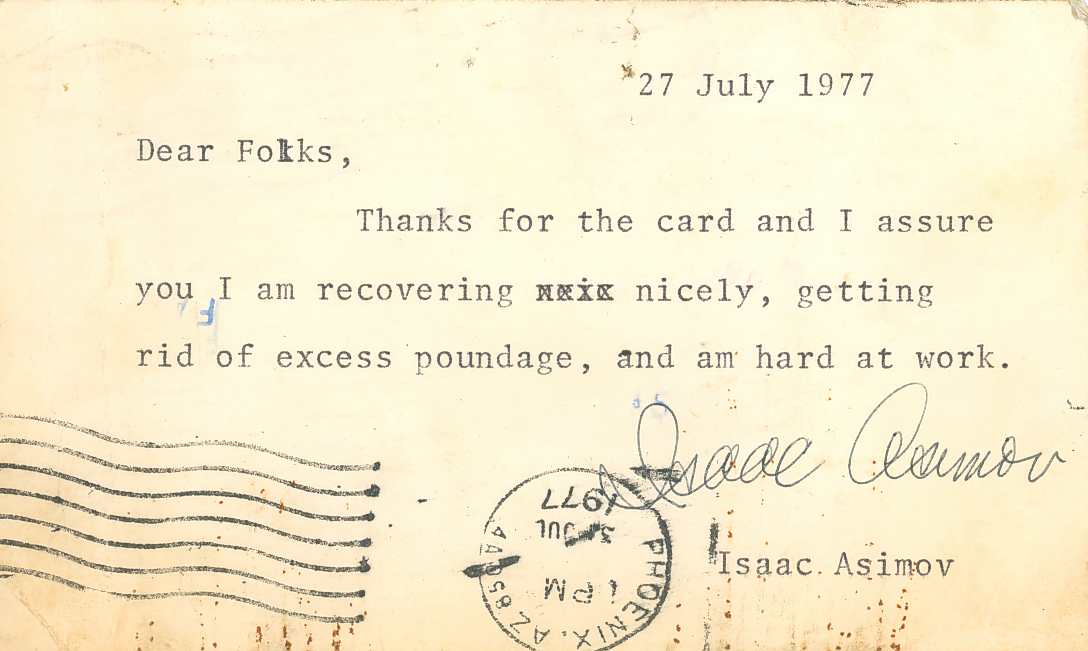 27 July 1977
Dear Folks,
Thanks for the card and I assure
you I am recovering nicely, getting
rid of excess poundage, and am hard at work.
Isaac Asimov
Isaac Asimov
PHOENIX, AZ 850
1 PM
JUL
1977